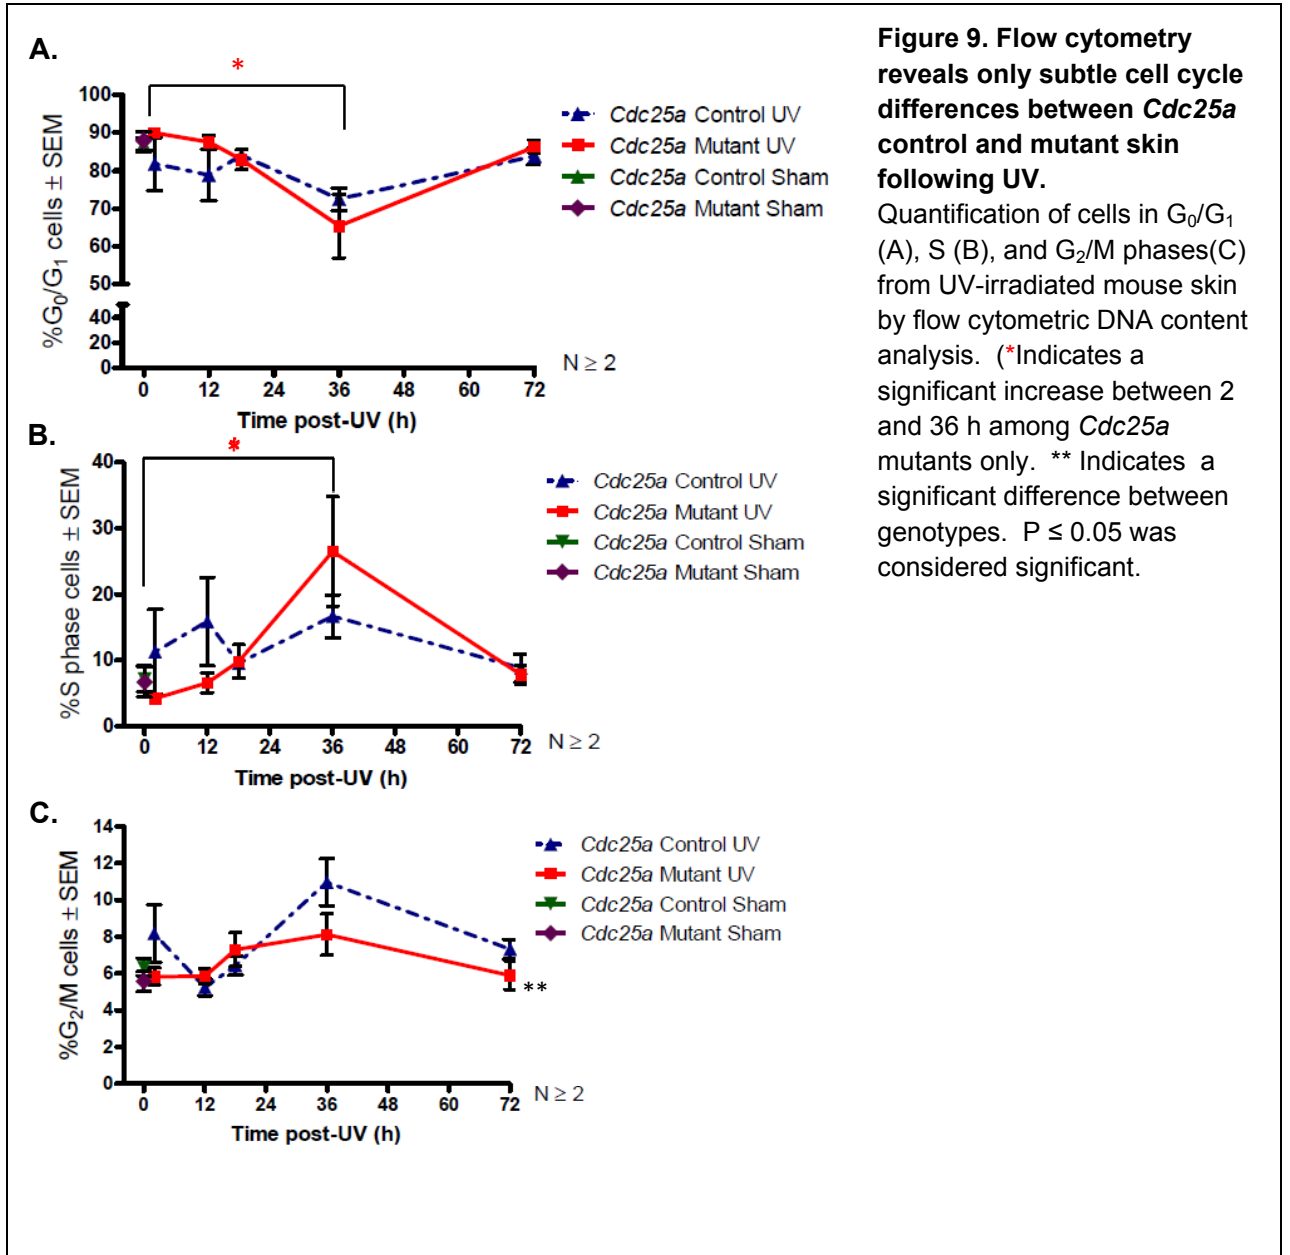 A.
*
100
90
80
70
60
50
40
20
0
%G₀/G₁ cells ± SEM
0 12 24 36 48 60 72
Time post-UV (h)
N ≥ 2
Cdc25a Control UV
Cdc25a Mutant UV
Cdc25a Control Sham
Cdc25a Mutant Sham
B.
*
40
30
20
10
0
%S phase cells ± SEM
0 12 24 36 48 60 72
Time post-UV (h)
N ≥ 2
Cdc25a Control UV
Cdc25a Mutant UV
Cdc25a Control Sham
Cdc25a Mutant Sham
C.
14
12
10
8
6
4
2
0
%G₂/M cells ± SEM
**
0 12 24 36 48 60 72
Time post-UV (h)
N ≥ 2
Cdc25a Control UV
Cdc25a Mutant UV
Cdc25a Control Sham
Cdc25a Mutant Sham
Figure 9. Flow cytometry
reveals only subtle cell cycle
differences between Cdc25a
control and mutant skin
following UV.
Quantification of cells in G₀/G₁
(A), S (B), and G₂/M phases(C)
from UV-irradiated mouse skin
by flow cytometric DNA content
analysis. (*Indicates a
significant increase between 2
and 36 h among Cdc25a
mutants only. ** Indicates a
significant difference between
genotypes. P ≤ 0.05 was
considered significant.